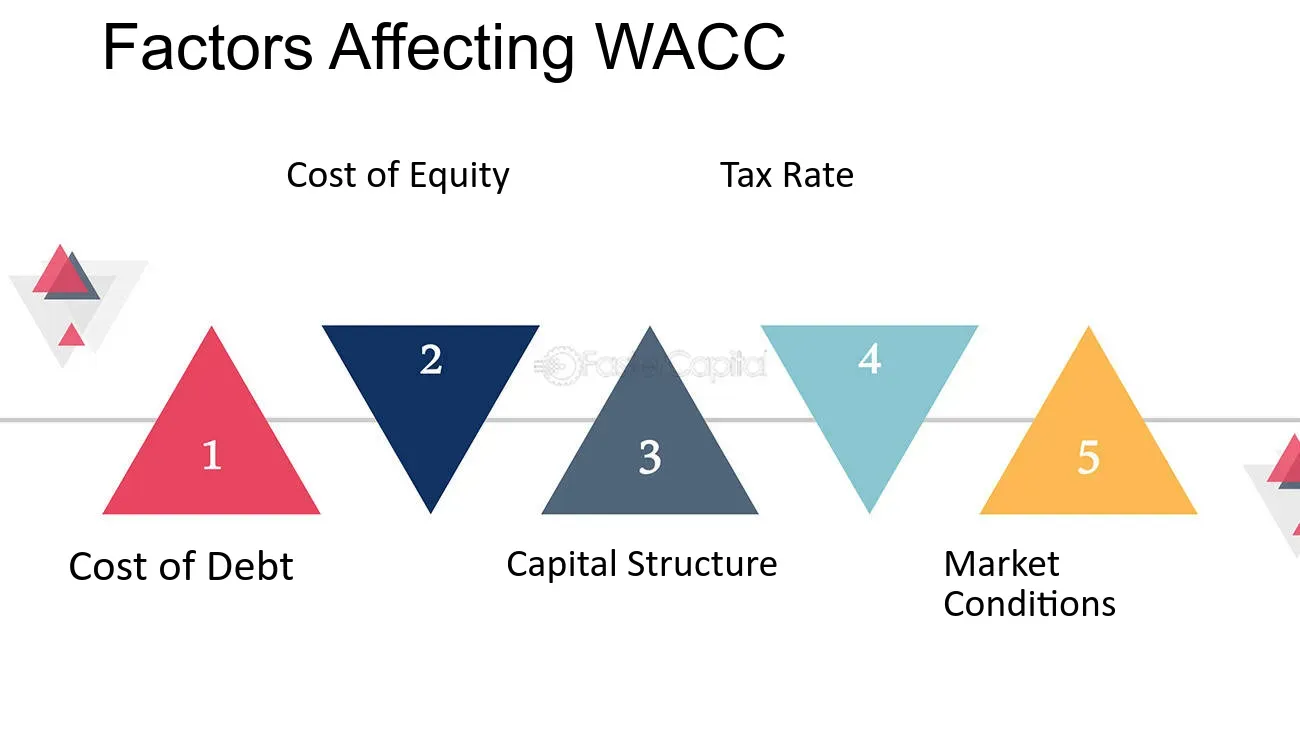 Factors Affecting WACC
Cost of Equity
Tax Rate
2
FasterCapital
4
1
3
5
Cost of Debt
Capital Structure
Market
Conditions